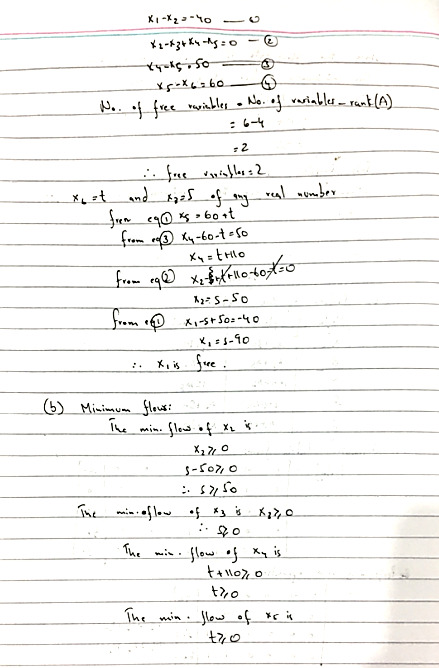 x₁-x₂=-40 — ①
x₂-x₃+x₄-x₅=0 — ②
x₄-x₅=50 — ③
x₅-x₆=60 — ④
No. of free variables = No. of variables - rank(A)
= 6-4
=2
∴ free variables=2
x₆=t and x₃=s of any real number
from eq① x₅=60+t
from eq③ x₄-60-t=50
x₄=t+110
from eq② x₂-s+t+110-60-t=0
x₂=s-50
from eq① x₁-s+50=-40
x₁=s-90
∴ x₁ is free.
(b) Minimum flows:
The min. flow of x₂ is
x₂⩾0
s-50⩾0
∴ s⩾50
The min. flow of x₃ is x₃⩾0
∴ s⩾0
The min. flow of x₄ is
t+110⩾0
t⩾0
The min. flow of x₅ is
t⩾0